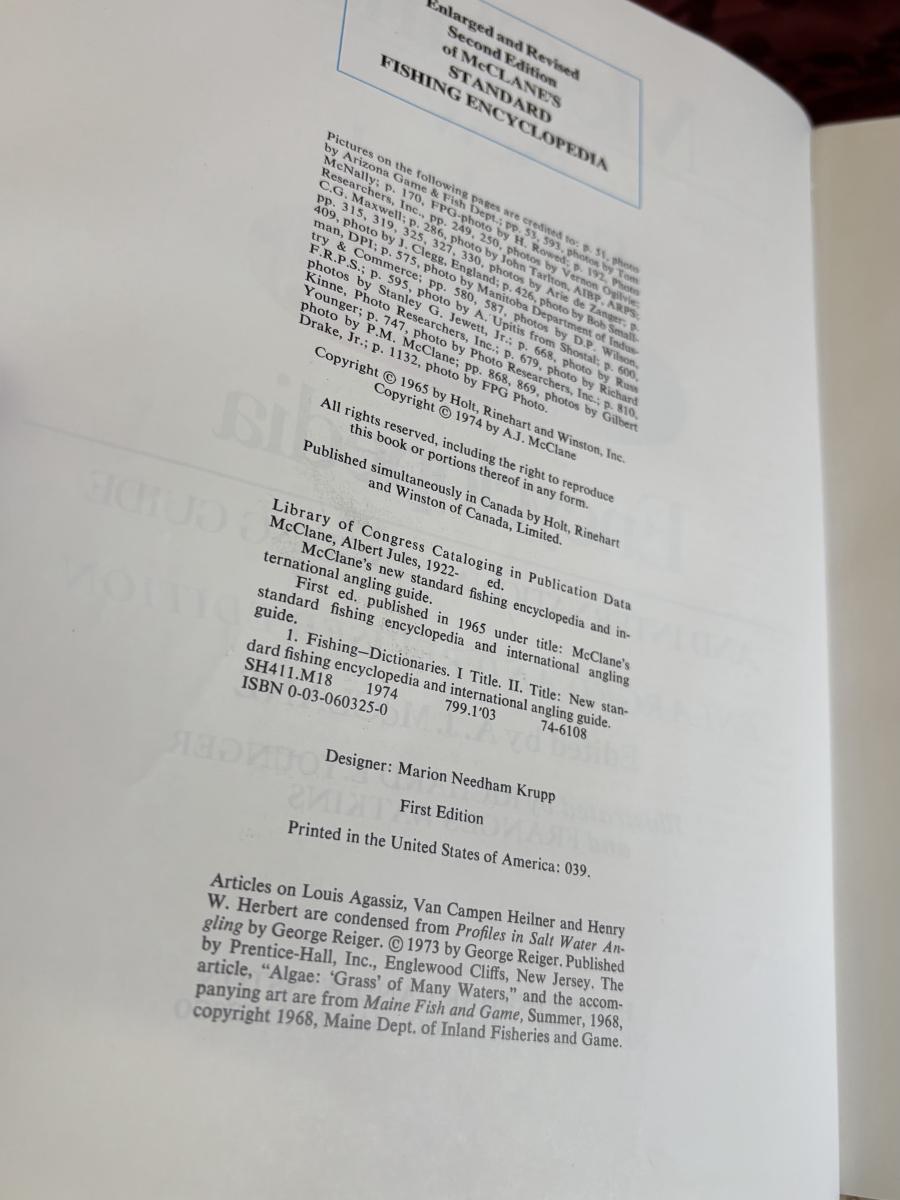 Enlarged and Revised
Second Edition
of McCLANE'S
STANDARD
FISHING ENCYCLOPEDIA
Pictures on the following pages are credited to: p. 51, photo
by Arizona Game & Fish Dept.; pp. 53, 593, photos by Tom
McNally; p. 170, FPG-photo by H. Rowed; p. 192, Photo
Researchers, Inc., pp. 249, 250, photos by Vernon Ogilvie;
C.G. Maxwell; p. 286, photo by John Tarlton, AIBP, ARPS;
pp. 315, 319, 325, 327, 330, photos by Arie de Zanger; p.
409, photo by J. Clegg, England; p. 426, photo by Bob Small-
man, DPI; p. 575, photo by Manitoba Department of Indus-
try & Commerce; pp. 580, 587, photos by D.P. Wilson,
F.R.P.S.; p. 595, photo by A. Upitis from Shostal; p. 600,
photos by Stanley G. Jewett, Jr.; p. 668, photo by Russ
Kinne, Photo Researchers, Inc.; p. 679, photo by Richard
Younger; p. 747, photo by Photo Researchers, Inc.; p. 810,
photo by P.M. McClane; pp. 868, 869, photos by Gilbert
Drake, Jr.; p. 1132, photo by FPG Photo.
Copyright © 1965 by Holt, Rinehart and Winston, Inc.
Copyright © 1974 by A.J. McClane
All rights reserved, including the right to reproduce
this book or portions thereof in any form.
Published simultaneously in Canada by Holt, Rinehart
and Winston of Canada, Limited.
Library of Congress Cataloging in Publication Data
McClane, Albert Jules, 1922- ed.
McClane's new standard fishing encyclopedia and in-
ternational angling guide.
First ed. published in 1965 under title: McClane's
standard fishing encyclopedia and international angling
guide.
1. Fishing—Dictionaries. I Title. II. Title: New stan-
dard fishing encyclopedia and international angling guide.
SH411.M18 1974 799.1'03 74-6108
ISBN 0-03-060325-0
Designer: Marion Needham Krupp
First Edition
Printed in the United States of America: 039.
Articles on Louis Agassiz, Van Campen Heilner and Henry
W. Herbert are condensed from Profiles in Salt Water An-
gling by George Reiger. © 1973 by George Reiger. Published
by Prentice-Hall, Inc., Englewood Cliffs, New Jersey. The
article, "Algae: 'Grass' of Many Waters," and the accom-
panying art are from Maine Fish and Game, Summer, 1968,
copyright 1968, Maine Dept. of Inland Fisheries and Game.